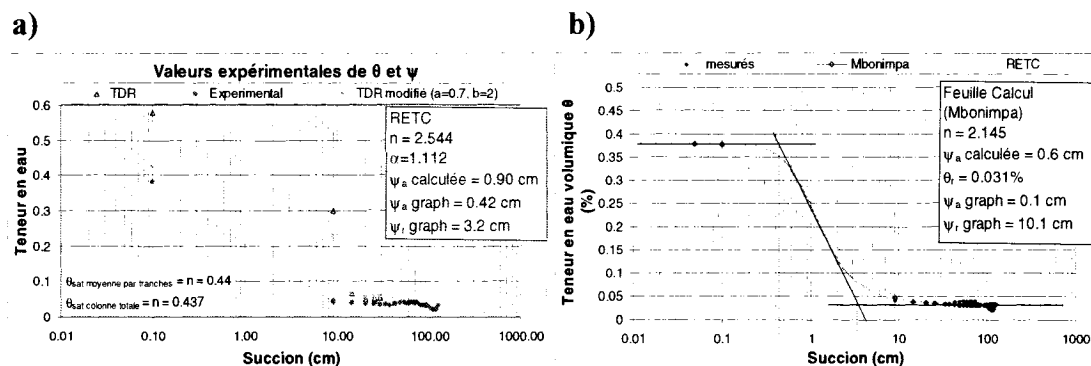 a)
Valeurs expérimentales de θ et ψ
TDR
Experimental
TDR modifié (a=0.7, b=2)
0.6
0.5
0.4
0.3
0.2
0.1
0
Teneur en eau
RETC
n = 2.544
α=1.112
ψa calculée = 0.90 cm
ψa graph = 0.42 cm
ψr graph = 3.2 cm
θsat moyenne par tranches = n = 0.44
θsat colonne totale = n = 0.437
0.01 0.10 1.00 10.00 100.00 1000.00
Succion (cm)
b)
mesurés
Mbonimpa
RETC
0.5
0.45
0.4
0.35
0.3
0.25
0.2
0.15
0.1
0.05
0
Teneur en eau volumique θ
(%)
Feuille Calcul
(Mbonimpa)
n = 2.145
ψa calculée = 0.6 cm
θr = 0.031%
ψa graph = 0.1 cm
ψr graph = 10.1 cm
0.01 0.1 1 10 100 1000
Succion (cm)